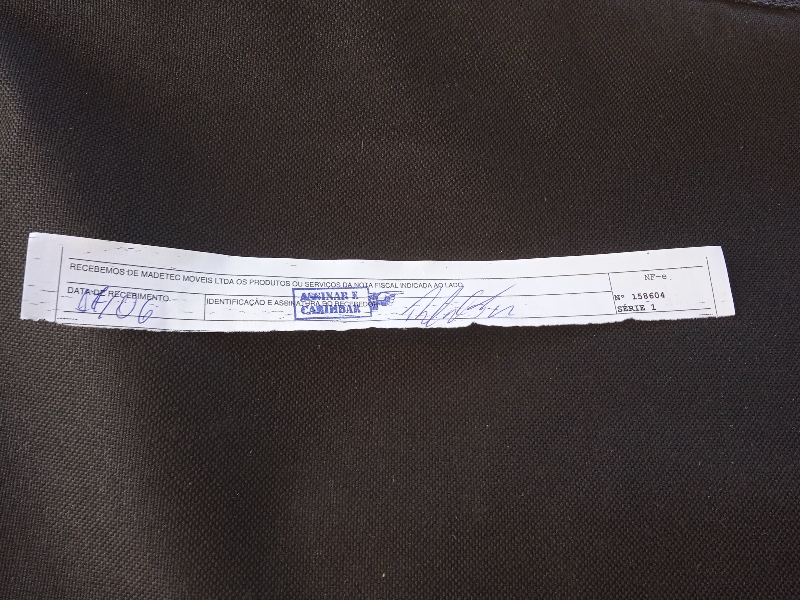 RECEBEMOS DE MADETEC MOVEIS LTDA OS PRODUTOS OU SERVIÇOS DA NOTA FISCAL INDICADA AO LADO
NF-e
DATA DE RECEBIMENTO
IDENTIFICAÇÃO E ASSINATURA DO RECEBEDOR
ASSINAR E
CARIMBAR
Nº 158604
SÉRIE 1